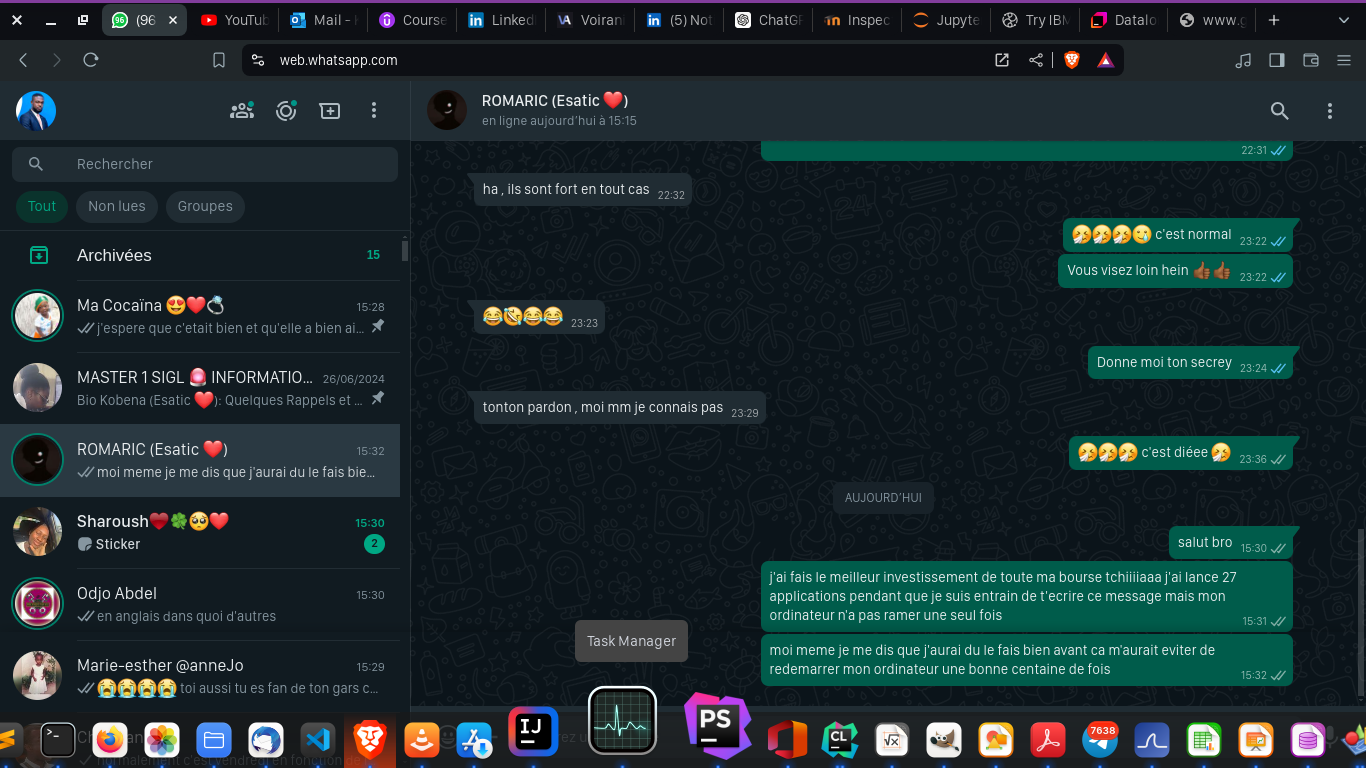 (96
YouTub
Mail -
Course
Linked
Voiran
(5) Not
ChatGP
Inspec
Jupyte
Try IBM
Datalo
www.g
web.whatsapp.com
Rechercher
Tout
Non lues
Groupes
Archivées
15
Ma Cocaïna 😍❤️💍
15:28
j'espere que c'etait bien et qu'elle a bien ai...
MASTER 1 SIGL 🚨 INFORMATIO...
26/06/2024
Bio Kobena (Esatic ❤️): Quelques Rappels et ...
ROMARIC (Esatic ❤️)
15:32
moi meme je me dis que j'aurai du le fais bie...
Sharoush❤️🍀🥺❤️
15:30
Sticker
2
Odjo Abdel
15:30
en anglais dans quoi d'autres
Marie-esther @anneJo
15:29
😭😭😭😭 toi aussi tu es fan de ton gars c...
ROMARIC (Esatic ❤️)
en ligne aujourd'hui à 15:15
22:31
ha , ils sont fort en tout cas 22:32
🤧🤧🤧🥲 c'est normal 23:22
Vous visez loin hein 👍🏾👍🏾 23:22
😂🤣😂😂 23:23
Donne moi ton secrey 23:24
tonton pardon , moi mm je connais pas 23:29
🤧🤧🤧 c'est diéee 🤧 23:36
AUJOURD'HUI
salut bro 15:30
j'ai fais le meilleur investissement de toute ma bourse tchiiiiaaa j'ai lance 27
applications pendant que je suis entrain de t'ecrire ce message mais mon
ordinateur n'a pas ramer une seul fois
15:31
moi meme je me dis que j'aurai du le fais bien avant ca m'aurait eviter de
redemarrer mon ordinateur une bonne centaine de fois
15:32
Task Manager
IJ
PS
CL
7638